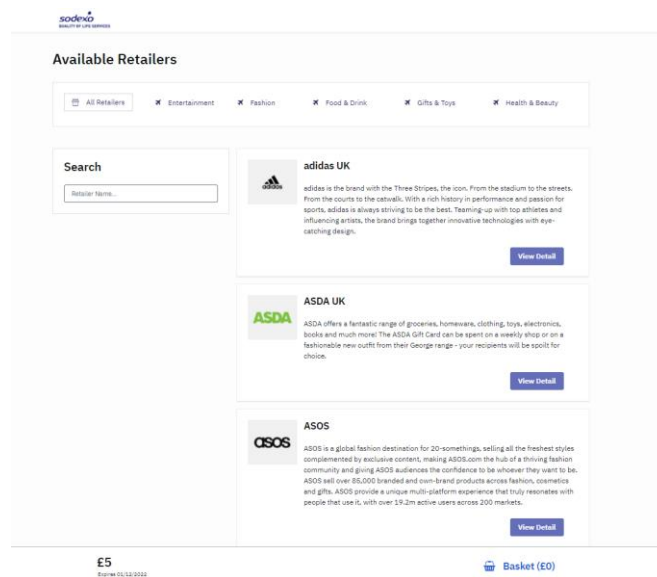 sodexo
QUALITY OF LIFE SERVICES
Available Retailers
All Retailers
Entertainment
Fashion
Food & Drink
Gifts & Toys
Health & Beauty
Search
Retailer Name...
adidas
adidas UK
adidas is the brand with the Three Stripes, the icon. From the stadium to the streets.
From the courts to the catwalk. With a rich history in performance and passion for
sports, adidas is always striving to be the best. Teaming-up with top athletes and
influencing artists, the brand brings together innovative technologies with eye-
catching design.
View Detail
ASDA
ASDA UK
ASDA offers a fantastic range of groceries, homeware, clothing, toys, electronics,
books and much more! The ASDA Gift Card can be spent on a weekly shop or on a
fashionable new outfit from their George range - your recipients will be spoilt for
choice.
View Detail
asos
ASOS
ASOS is a global fashion destination for 20-somethings, selling all the freshest styles
complemented by exclusive content, making ASOS.com the hub of a thriving fashion
community and giving ASOS audiences the confidence to be whoever they want to be.
ASOS sell over 85,000 branded and own-brand products across fashion, cosmetics
and gifts. ASOS provide a unique multi-platform experience that truly resonates with
people that use it, with over 19.2m active users across 200 markets.
View Detail
£5
Expires 01/12/2022
Basket (£0)